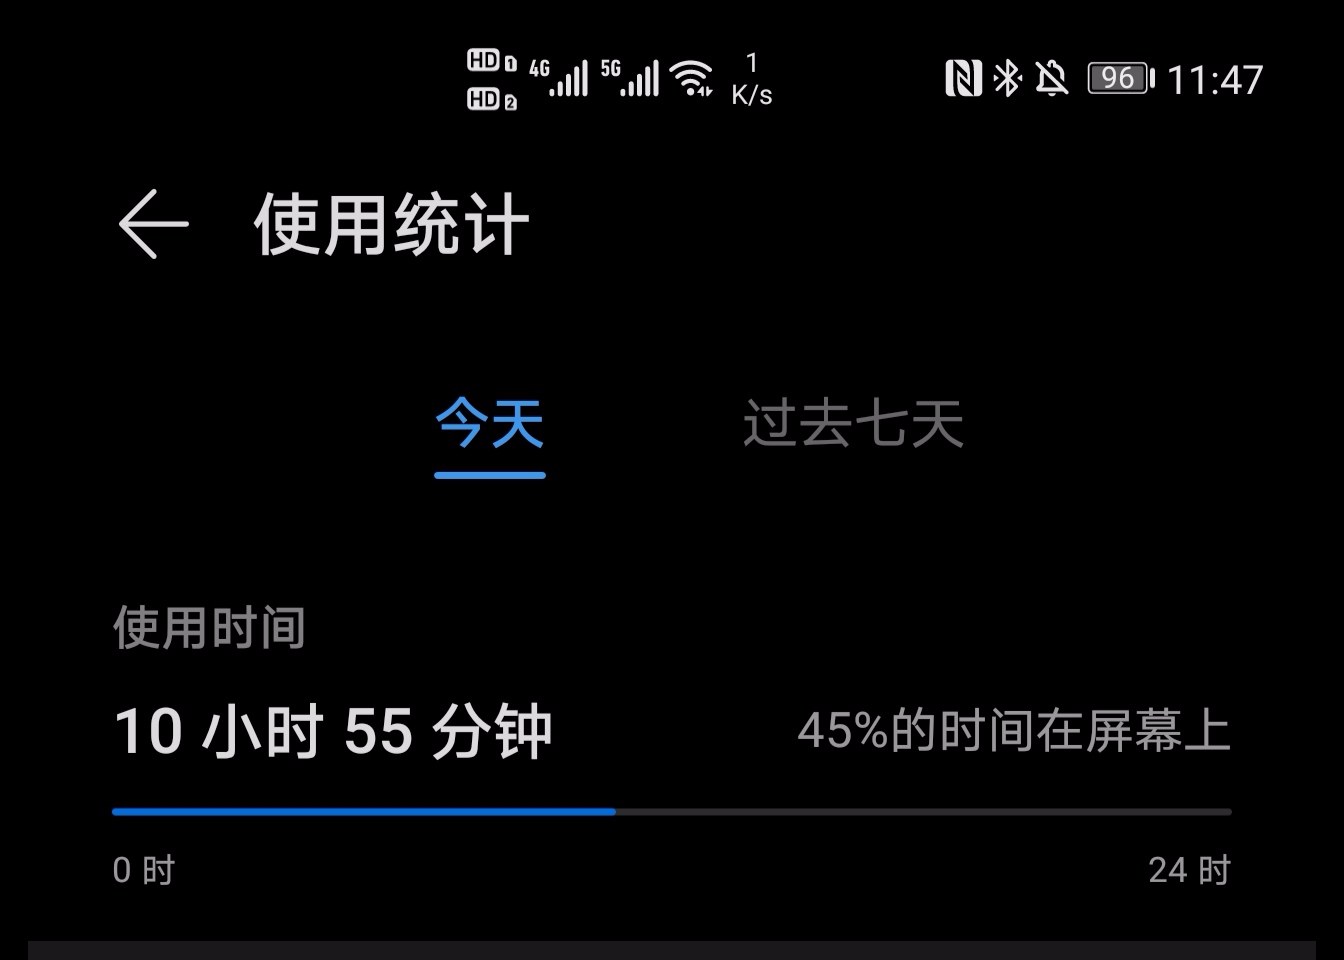 HD 1 4G 5G 1 96 11:47
HD 2 K/s
使用统计
今天 过去七天
使用时间
10 小时 55 分钟 45%的时间在屏幕上
0 时 24 时